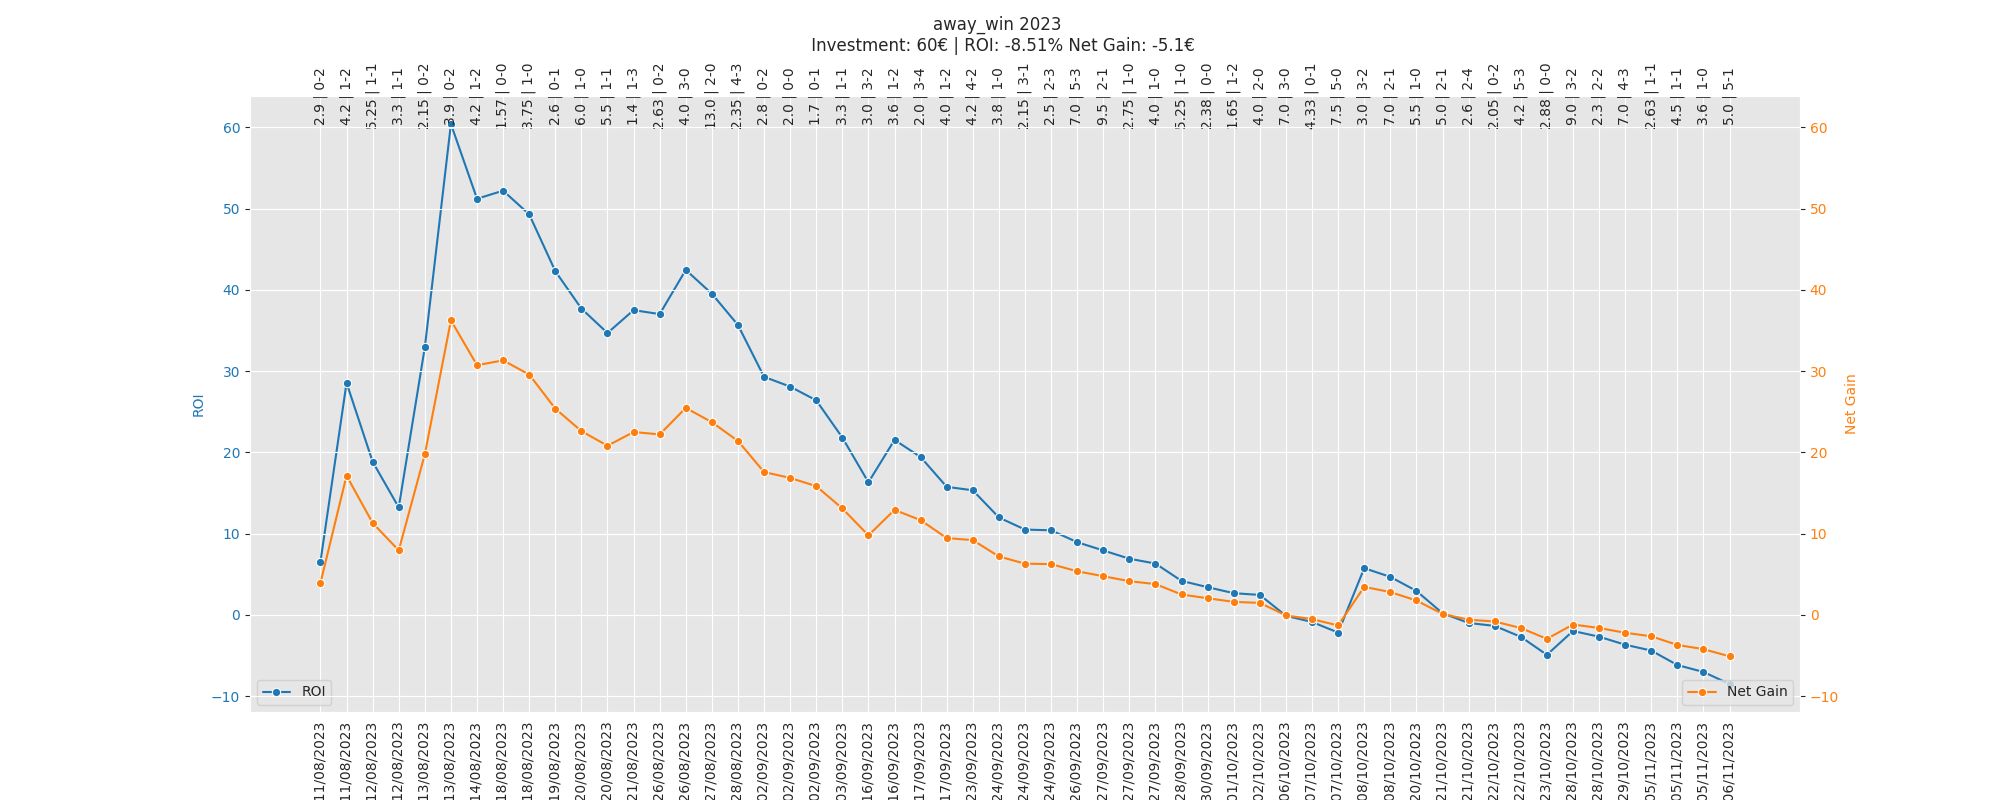 away_win 2023
Investment: 60€ | ROI: -8.51% Net Gain: -5.1€
2.9 | 0-2
4.2 | 1-2
5.25 | 1-1
3.3 | 1-1
2.15 | 0-2
3.9 | 0-2
4.2 | 1-2
1.57 | 0-0
3.75 | 1-0
2.6 | 0-1
6.0 | 1-0
5.5 | 1-1
1.4 | 1-3
2.63 | 0-2
4.0 | 3-0
13.0 | 2-0
2.35 | 4-3
2.8 | 0-2
2.0 | 0-0
1.7 | 0-1
3.3 | 1-1
3.0 | 3-2
3.6 | 1-2
2.0 | 3-4
4.0 | 1-2
4.2 | 4-2
3.8 | 1-0
2.15 | 3-1
2.5 | 2-3
7.0 | 5-3
9.5 | 2-1
2.75 | 1-0
4.0 | 1-0
5.25 | 1-0
2.38 | 0-0
1.65 | 1-2
4.0 | 2-0
7.0 | 3-0
4.33 | 0-1
7.5 | 5-0
3.0 | 3-2
7.0 | 2-1
5.5 | 1-0
5.0 | 2-1
2.6 | 2-4
2.05 | 0-2
4.2 | 5-3
2.88 | 0-0
9.0 | 3-2
2.3 | 2-2
7.0 | 4-3
2.63 | 1-1
4.5 | 1-1
3.6 | 1-0
5.0 | 5-1
60
50
40
30
20
10
0
−10
ROI
60
50
40
30
20
10
0
−10
Net Gain
ROI
Net Gain
11/08/2023
11/08/2023
12/08/2023
12/08/2023
13/08/2023
13/08/2023
14/08/2023
18/08/2023
18/08/2023
19/08/2023
20/08/2023
20/08/2023
21/08/2023
26/08/2023
26/08/2023
27/08/2023
28/08/2023
02/09/2023
02/09/2023
02/09/2023
03/09/2023
16/09/2023
16/09/2023
17/09/2023
17/09/2023
23/09/2023
24/09/2023
24/09/2023
24/09/2023
26/09/2023
27/09/2023
27/09/2023
27/09/2023
28/09/2023
30/09/2023
01/10/2023
02/10/2023
06/10/2023
07/10/2023
07/10/2023
08/10/2023
08/10/2023
20/10/2023
21/10/2023
21/10/2023
22/10/2023
22/10/2023
23/10/2023
28/10/2023
28/10/2023
29/10/2023
05/11/2023
05/11/2023
05/11/2023
06/11/2023